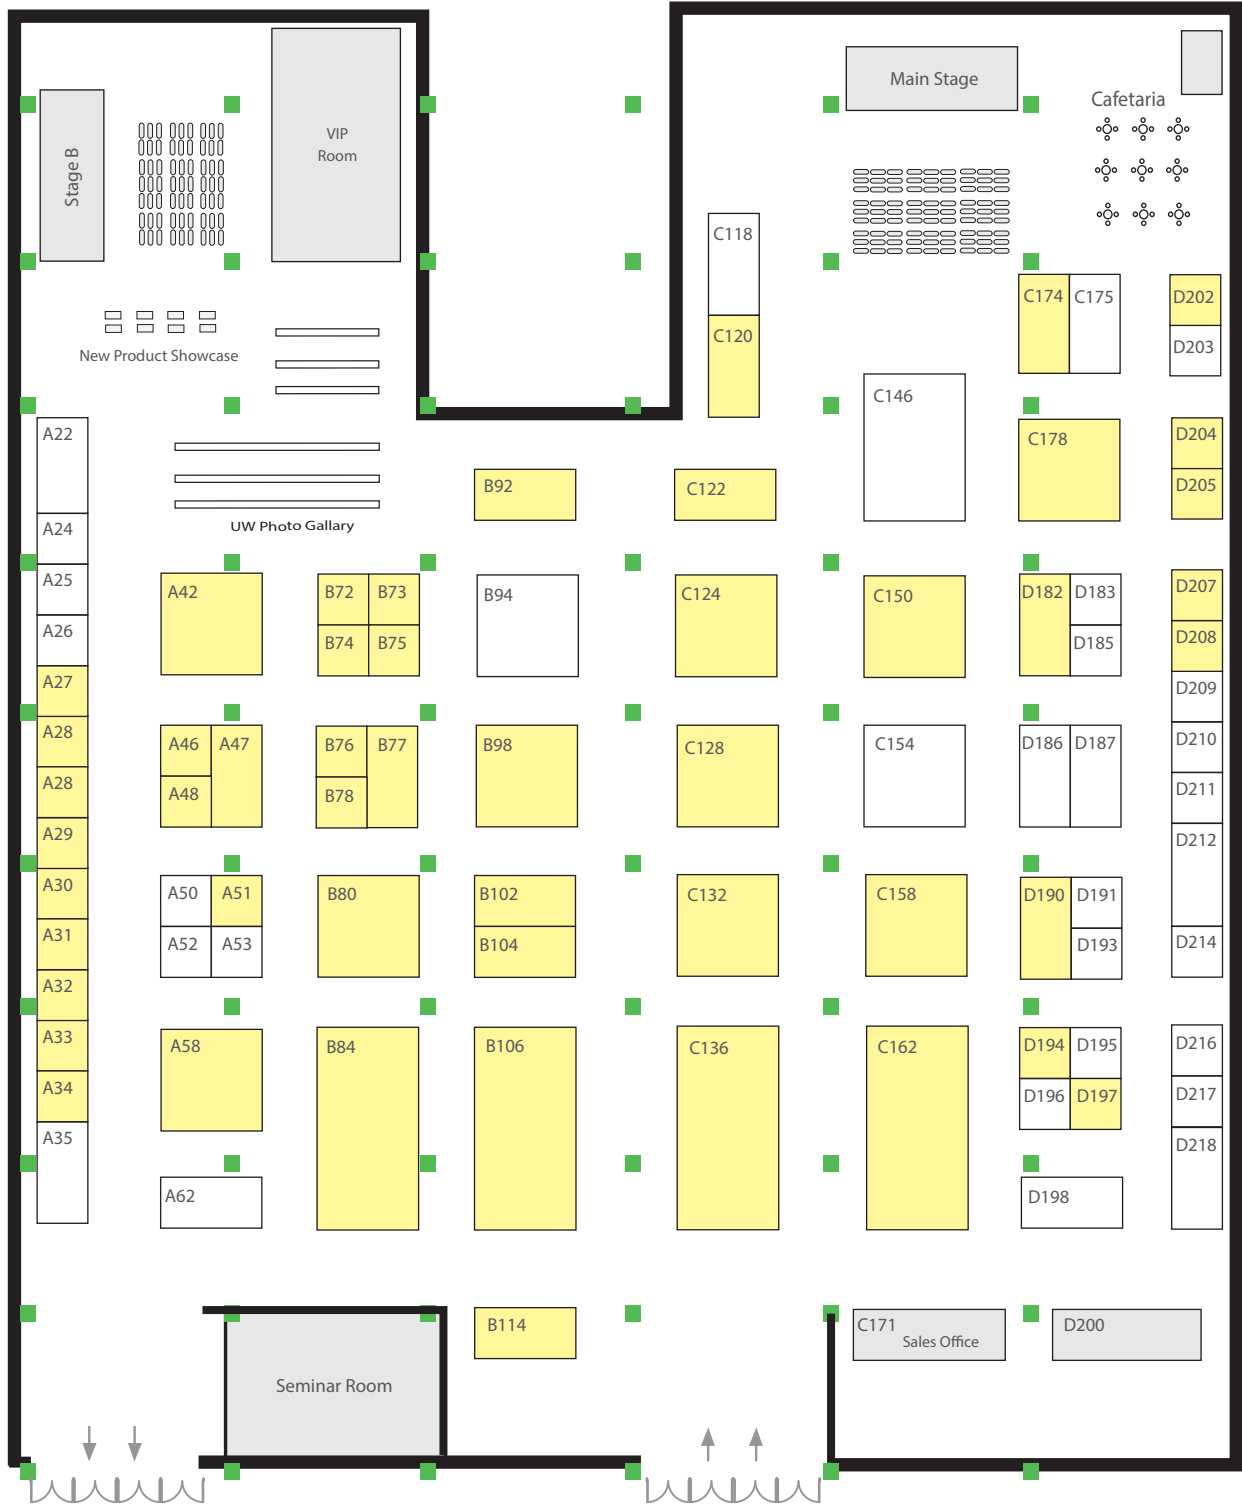 Main Stage
Cafetaria
VIP
Room
Stage B
C118
C174
C175
D202
C120
D203
New Product Showcase
C146
A22
C178
D204
B92
C122
D205
UW Photo Gallary
A24
A25
A42
B72
B73
B94
C124
C150
D182
D183
D207
A26
B74
B75
D185
D208
A27
D209
A28
A46
A47
B76
B77
B98
C128
C154
D186
D187
D210
A28
A48
B78
D211
A29
D212
A30
A50
A51
B80
B102
C132
C158
D190
D191
A31
A52
A53
B104
D193
D214
A32
A33
A58
B84
B106
C136
C162
D194
D195
D216
A34
D196
D197
D217
A35
D218
A62
D198
B114
C171
Sales Office
D200
Seminar Room